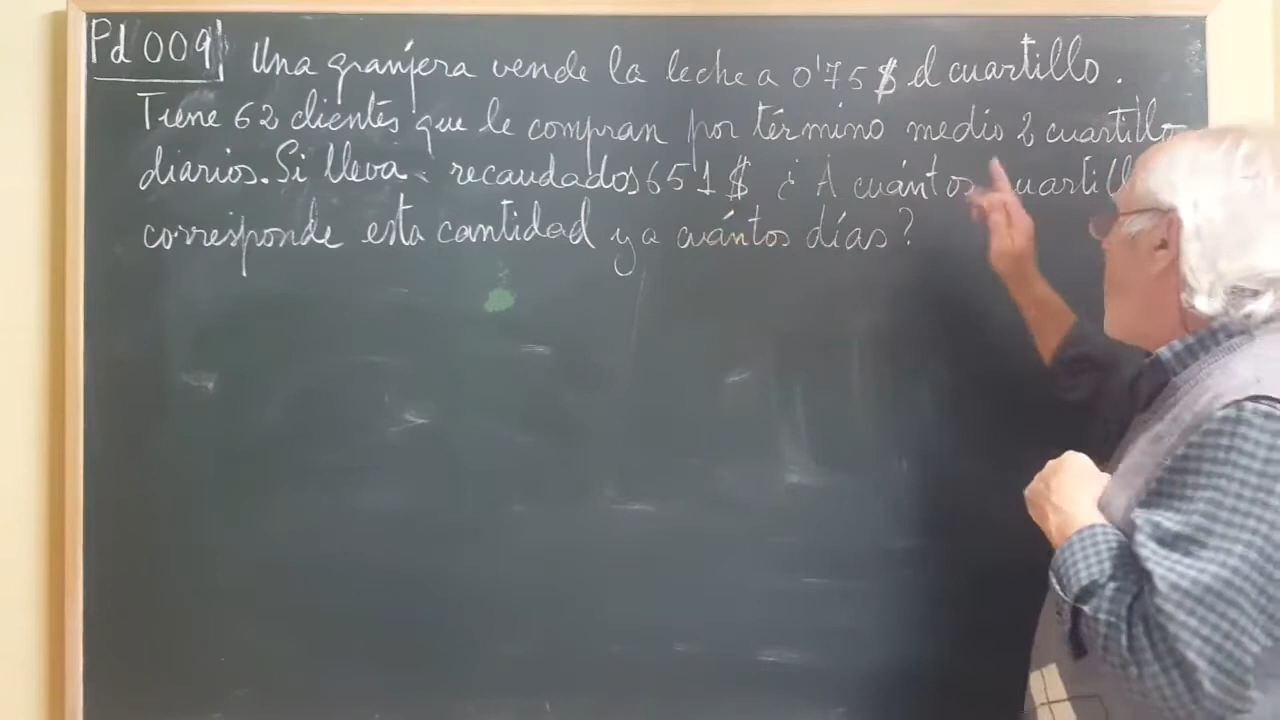 Pd 009 Una granjera vende la leche a 0'75 $ el cuartillo.
Tiene 62 clientes que le compran por término medio 2 cuartillo
diarios. Si lleva recaudados 651 $ ¿A cuántos
corresponde esta cantidad y a cuántos días?